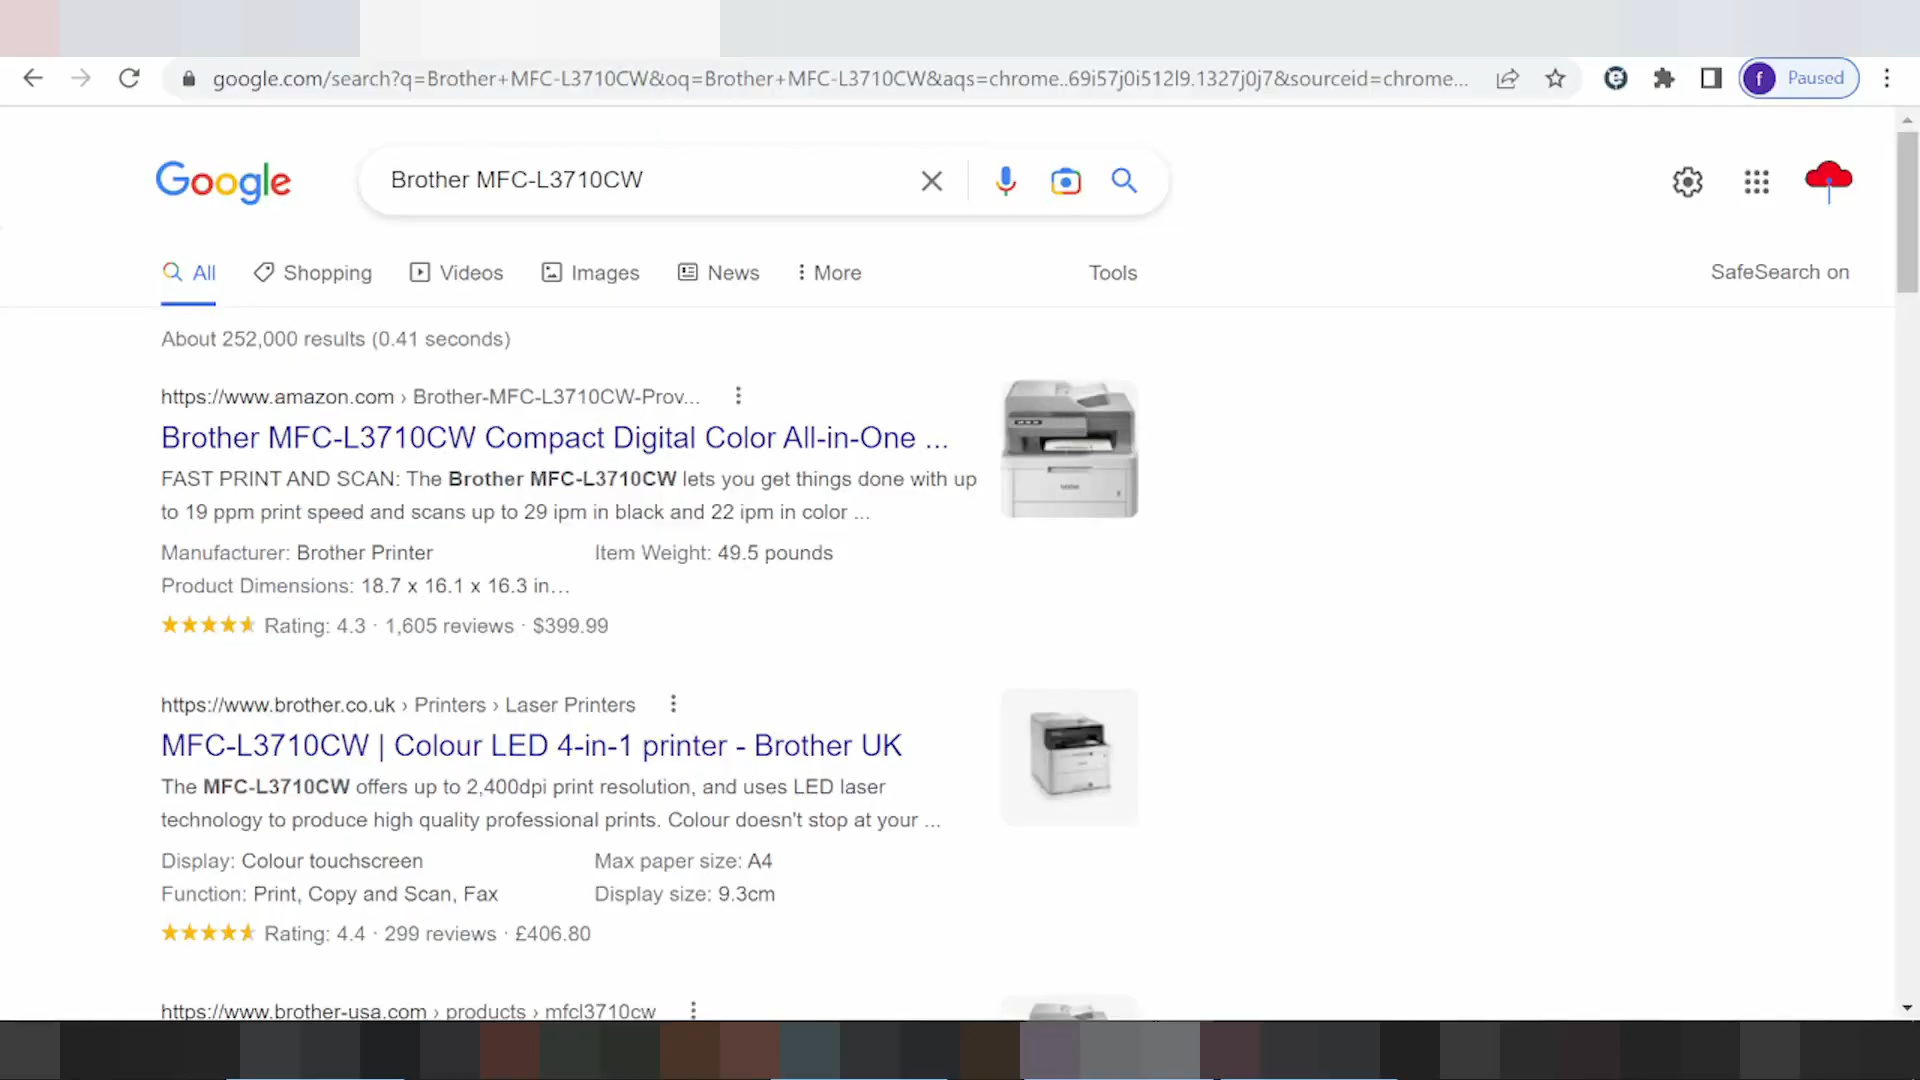 google.com/search?q=Brother+MFC-L3710CW&oq=Brother+MFC-L3710CW&aqs=chrome..69i57j0i512l9.1327j0j7&sourceid=chrome...
f Paused
Google
Brother MFC-L3710CW
All Shopping Videos Images News More Tools SafeSearch on
About 252,000 results (0.41 seconds)
https://www.amazon.com › Brother-MFC-L3710CW-Prov...
Brother MFC-L3710CW Compact Digital Color All-in-One ...
FAST PRINT AND SCAN: The Brother MFC-L3710CW lets you get things done with up
to 19 ppm print speed and scans up to 29 ipm in black and 22 ipm in color ...
Manufacturer: Brother Printer Item Weight: 49.5 pounds
Product Dimensions: 18.7 x 16.1 x 16.3 in...
Rating: 4.3 · 1,605 reviews · $399.99
https://www.brother.co.uk › Printers › Laser Printers
MFC-L3710CW | Colour LED 4-in-1 printer - Brother UK
The MFC-L3710CW offers up to 2,400dpi print resolution, and uses LED laser
technology to produce high quality professional prints. Colour doesn't stop at your ...
Display: Colour touchscreen Max paper size: A4
Function: Print, Copy and Scan, Fax Display size: 9.3cm
Rating: 4.4 · 299 reviews · £406.80
https://www.brother-usa.com › products › mfcl3710cw